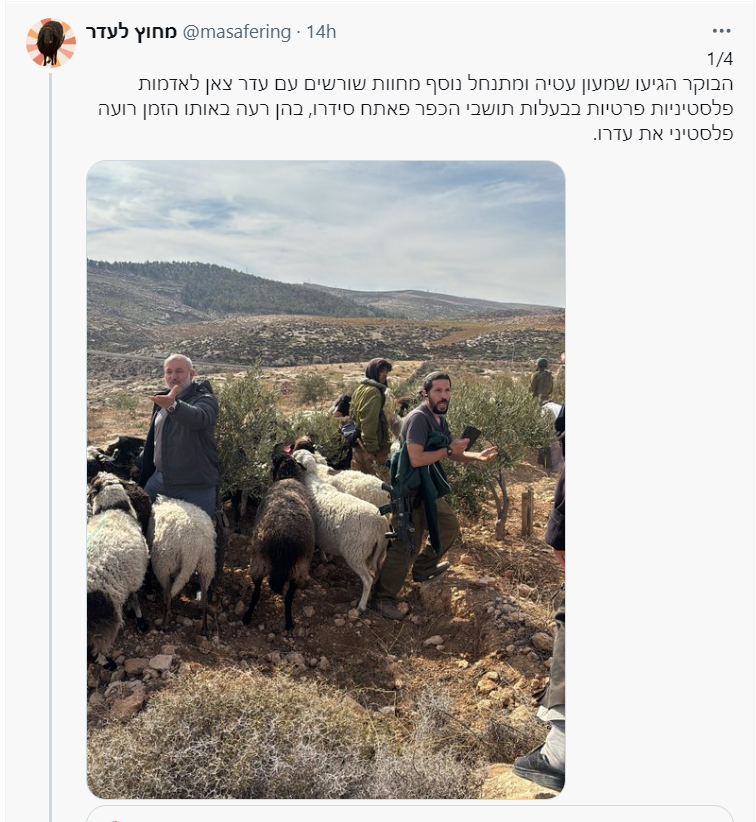 מחוץ לעדר @masafering · 14h
1/4
הבוקר הגיעו שמעון עטיה ומתנחל נוסף מחוות שורשים עם עדר צאן לאדמות
פלסטיניות פרטיות בבעלות תושבי הכפר פאתח סידרו, בהן רעה באותו הזמן רועה
פלסטיני את עדרו.